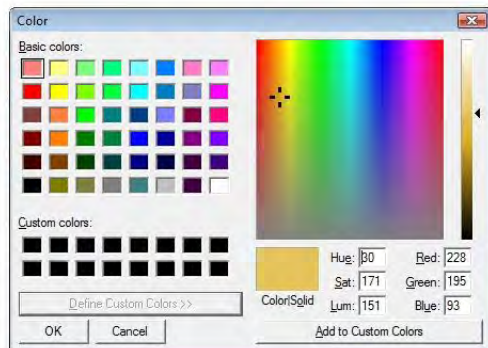 Color
Basic colors:
Custom colors:
Define Custom Colors >>
OK Cancel
Color|Solid
Hue: 30 Red: 228
Sat: 171 Green: 195
Lum: 151 Blue: 93
Add to Custom Colors